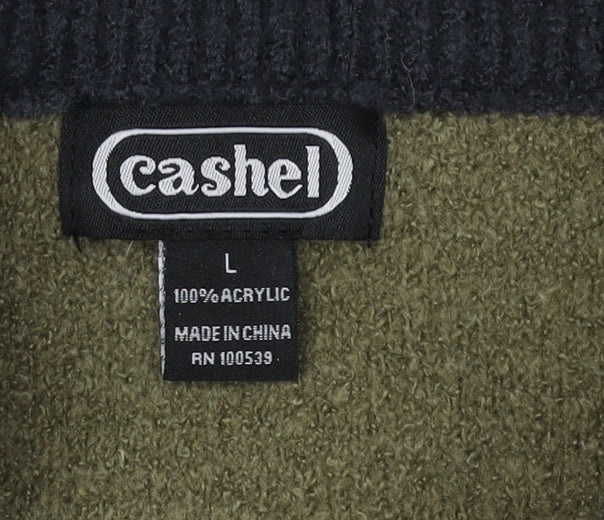 cashel
L
100% ACRYLIC
MADE IN CHINA
RN 100539